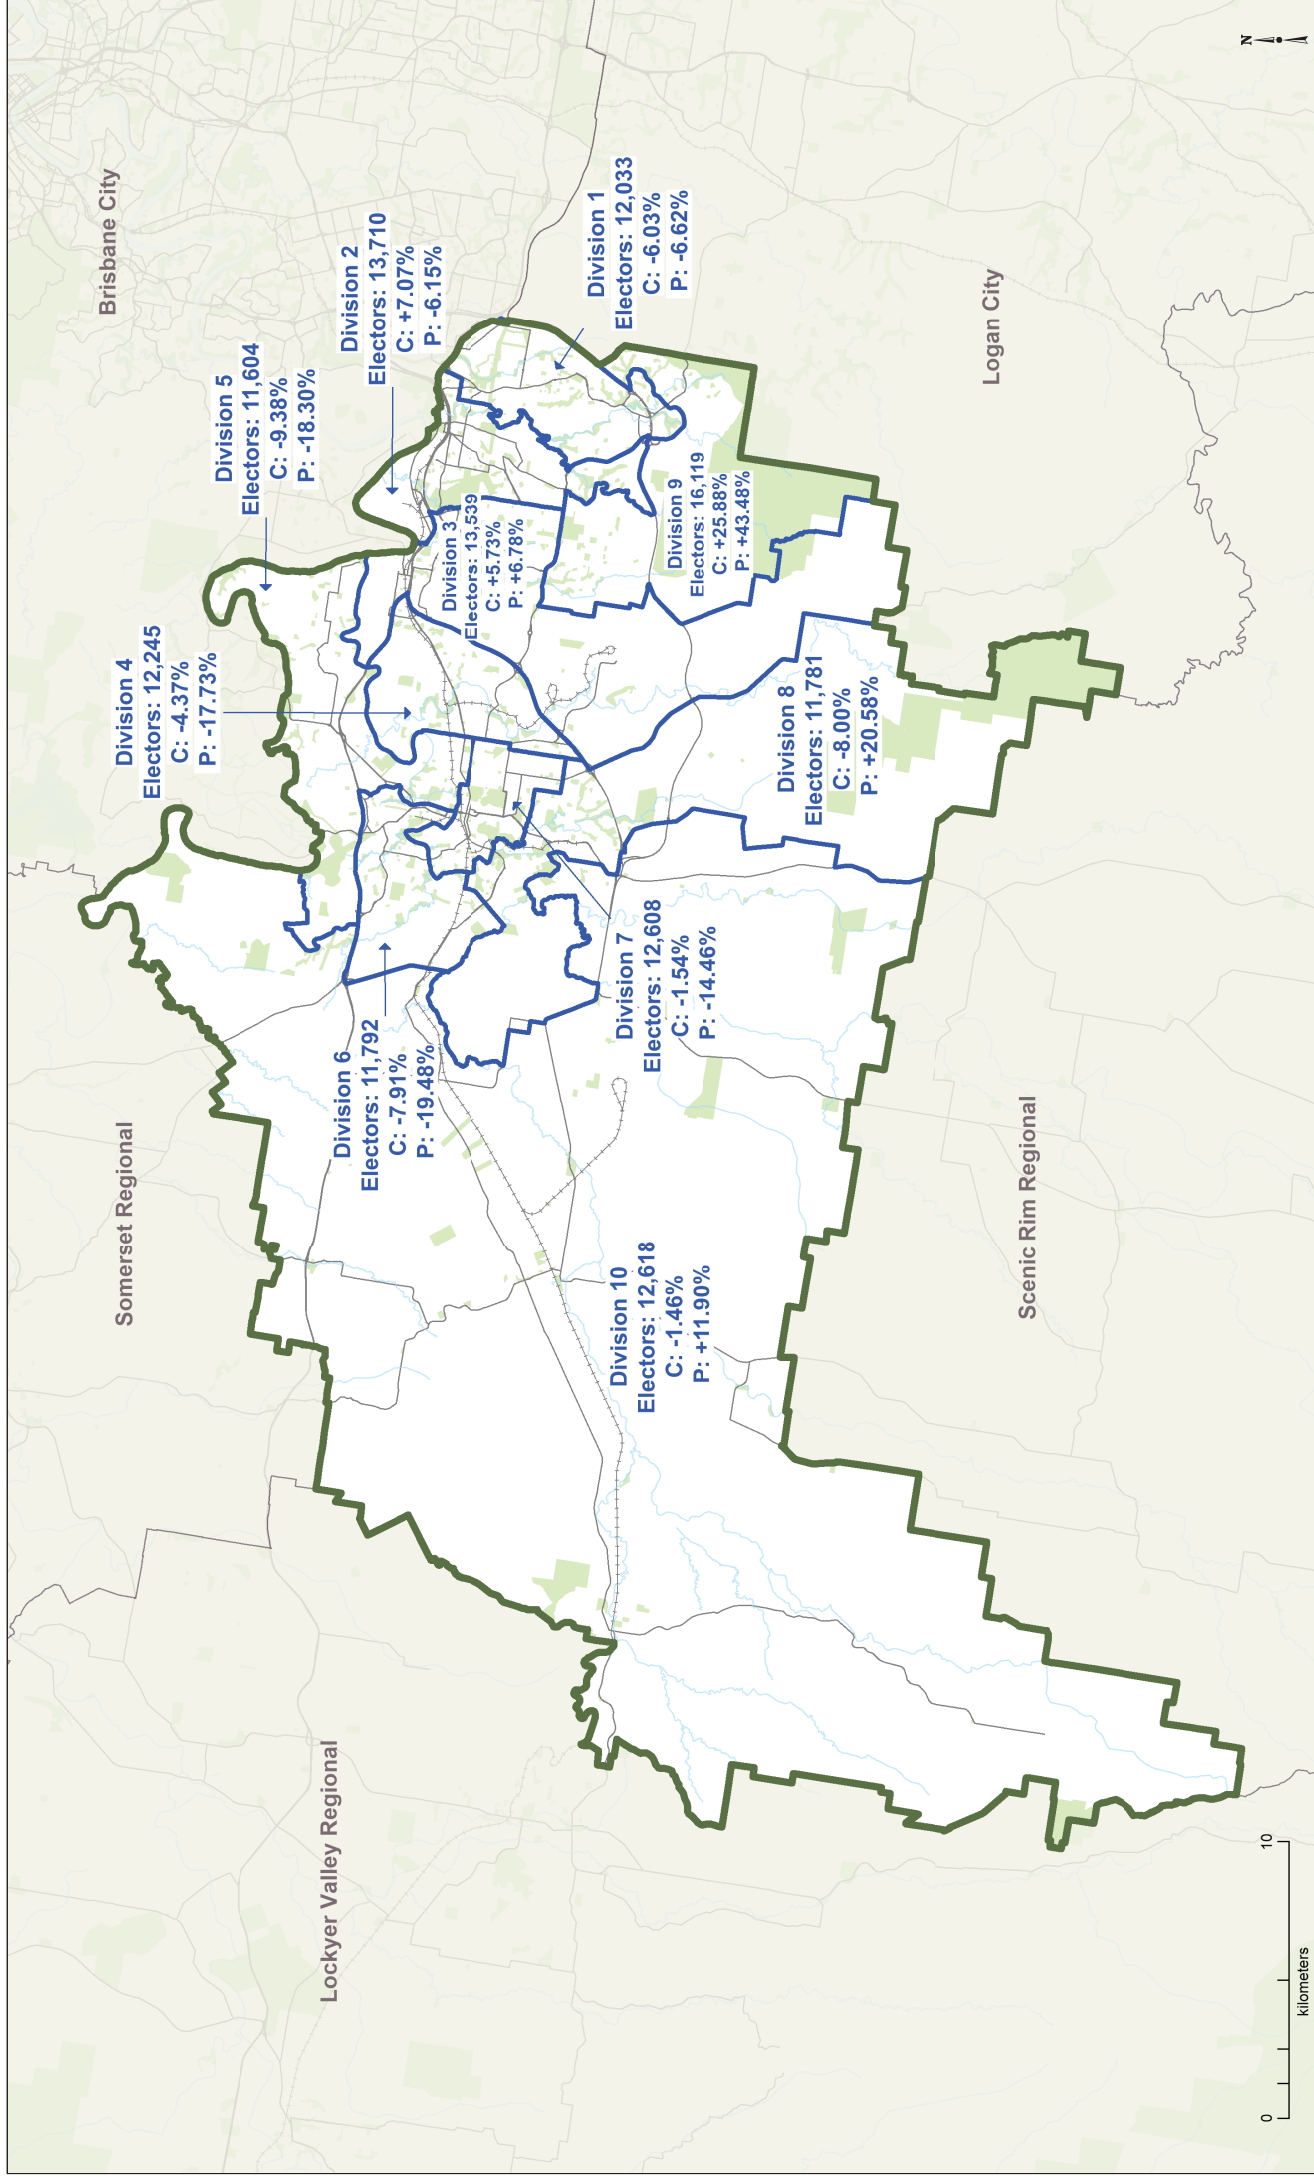 Brisbane City
Somerset Regional
Lockyer Valley Regional
Logan City
Scenic Rim Regional
Division 4
Electors: 12,245
C: -4.37%
P: -17.73%
Division 5
Electors: 11,604
C: -9.38%
P: -18.30%
Division 2
Electors: 13,710
C: +7.07%
P: -6.15%
Division 1
Electors: 12,033
C: -6.03%
P: -6.62%
Division 3
Electors: 13,539
C: +5.73%
P: +6.78%
Division 9
Electors: 16,119
C: +25.88%
P: +43.48%
Division 8
Electors: 11,781
C: -8.00%
P: +20.58%
Division 7
Electors: 12,608
C: -1.54%
P: -14.46%
Division 6
Electors: 11,792
C: -7.91%
P: -19.48%
Division 10
Electors: 12,618
C: -1.46%
P: +11.90%
N
0
10
kilometers